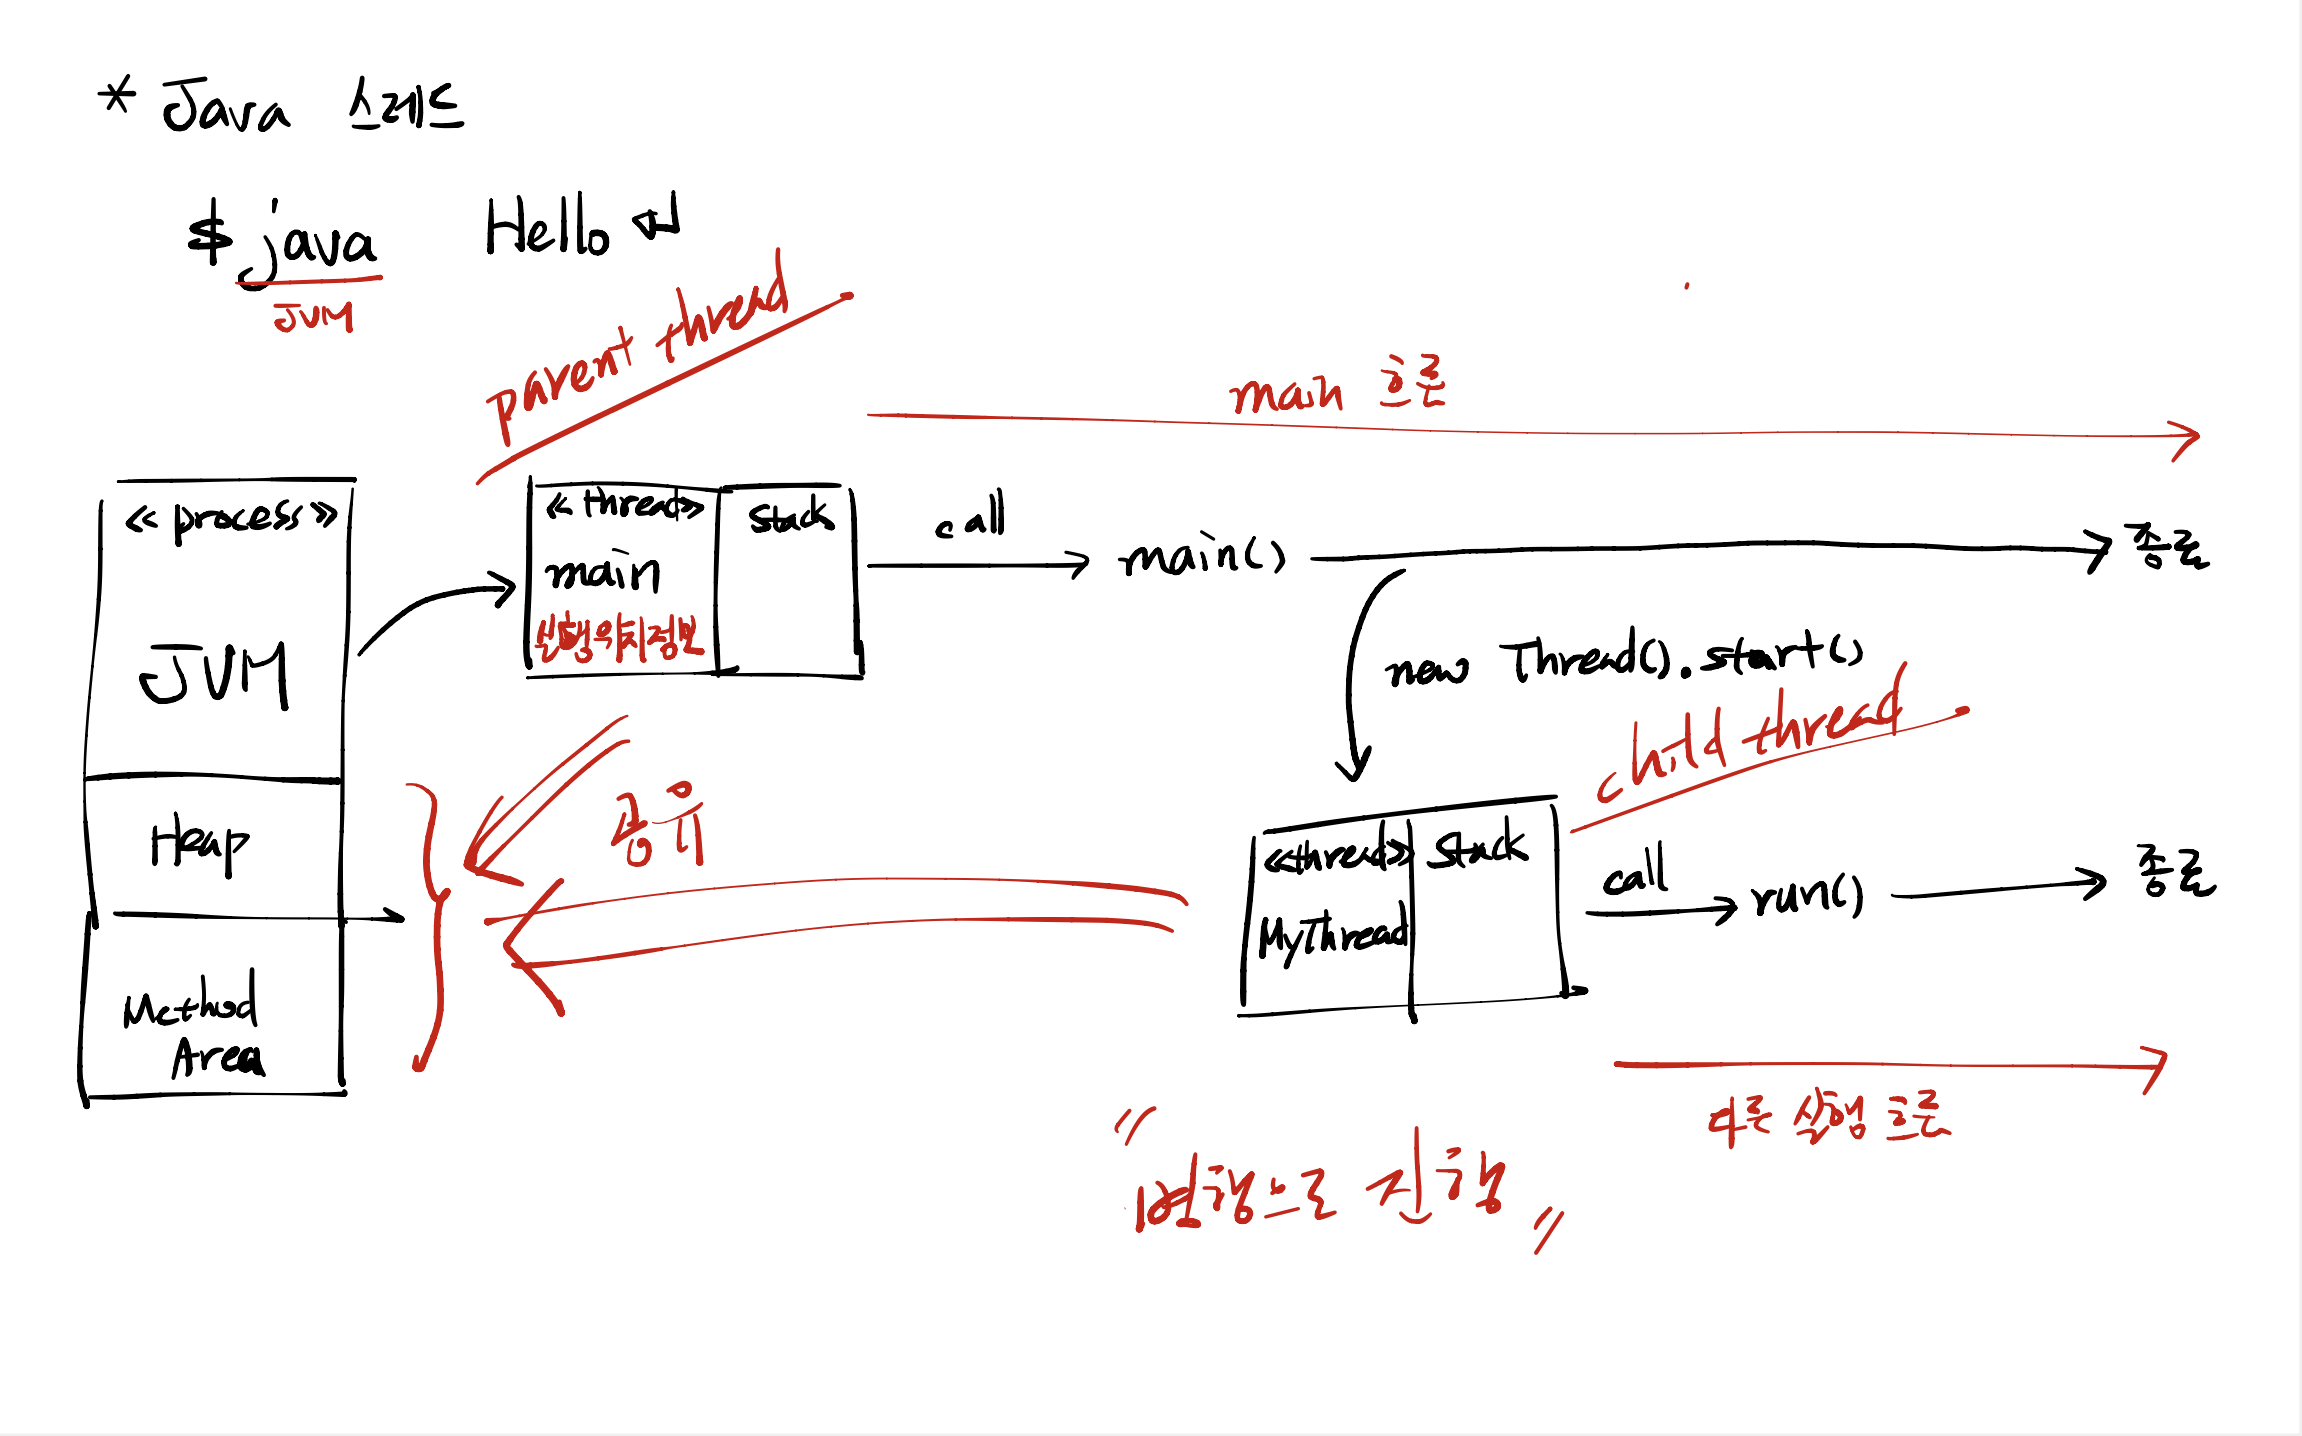 * Java 스레드
$ java Hello ↵
JVM
parent thread
main 흐름
<< process >>
JVM
Heap
Method
Area
<< thread >>
main
실행위치정보
Stack
call
main()
종료
new Thread().start()
child thread
공유
<<thread>>
MyThread
Stack
call
run()
종료
다른 실행 흐름
"병행으로 진행"